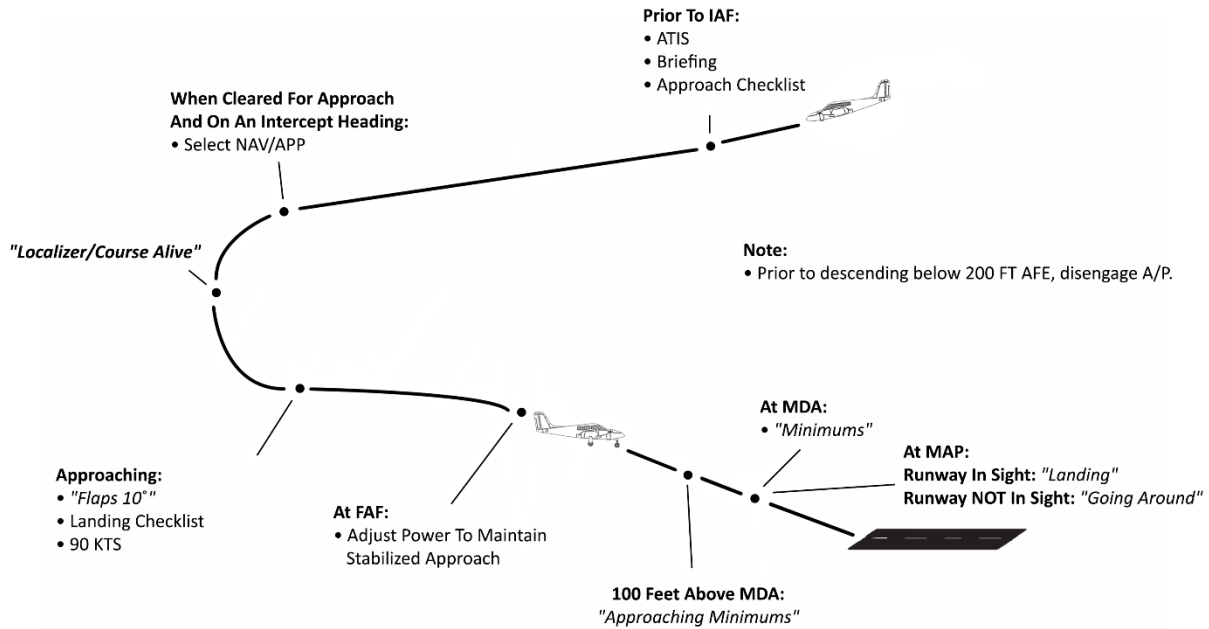 Prior To IAF:
• ATIS
• Briefing
• Approach Checklist
When Cleared For Approach
And On An Intercept Heading:
• Select NAV/APP
"Localizer/Course Alive"
Note:
• Prior to descending below 200 FT AFE, disengage A/P.
Approaching:
• "Flaps 10˚"
• Landing Checklist
• 90 KTS
At FAF:
• Adjust Power To Maintain
Stabilized Approach
100 Feet Above MDA:
"Approaching Minimums"
At MDA:
• "Minimums"
At MAP:
Runway In Sight: "Landing"
Runway NOT In Sight: "Going Around"